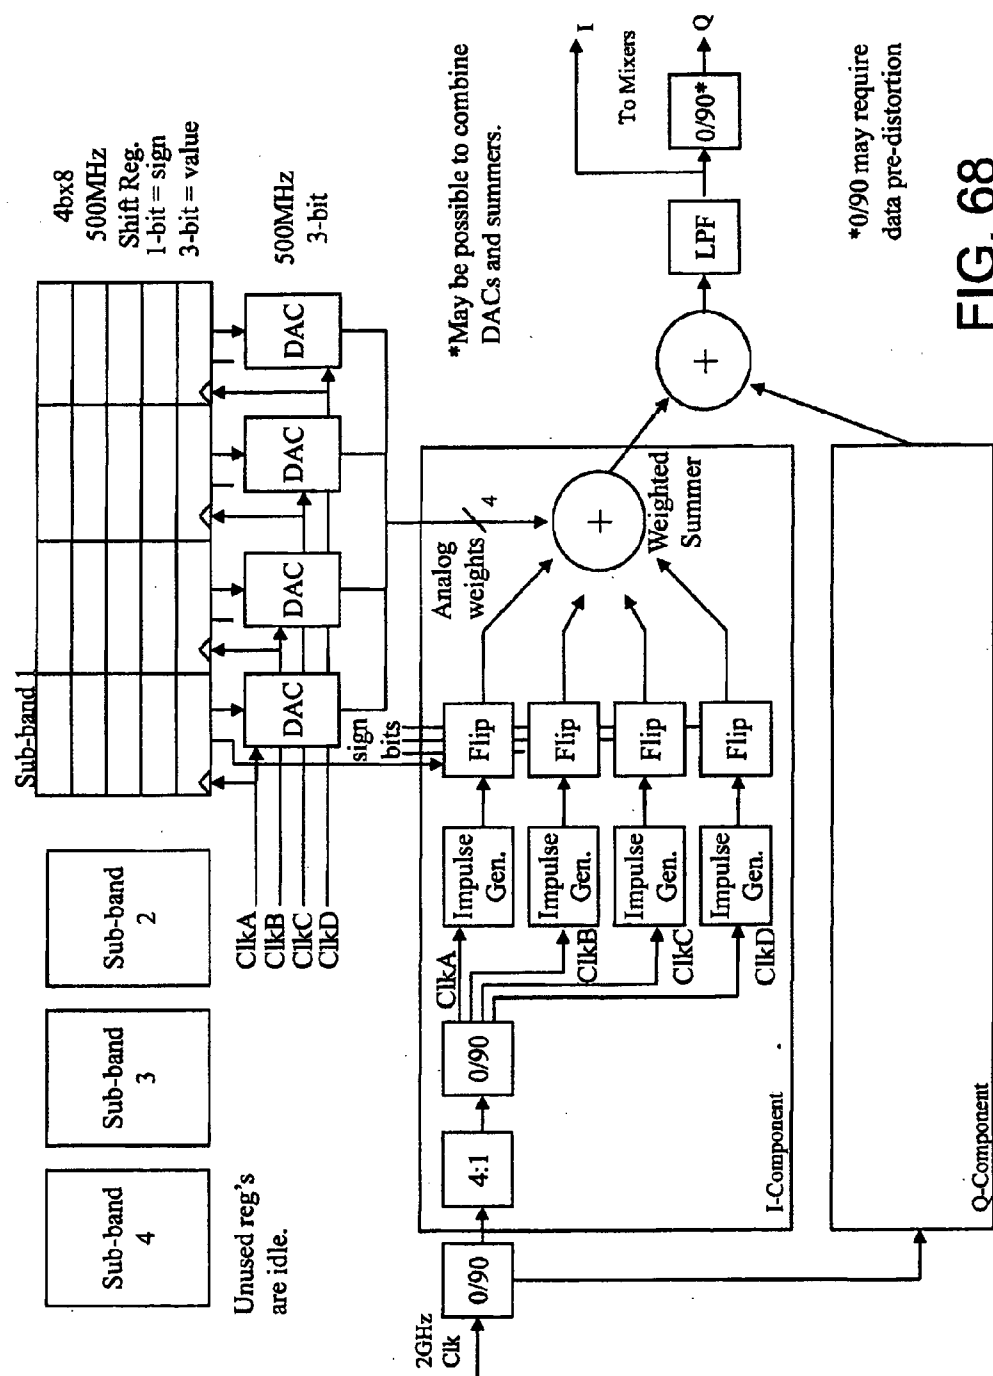 Sub-band
4
Sub-band
3
Sub-band
2
Sub-band 1
4bx8
500MHz
Shift Reg.
1-bit = sign
3-bit = value
Unused reg's
are idle.
ClkA
ClkB
ClkC
ClkD
DAC
DAC
DAC
DAC
500MHz
3-bit
sign
bits
Analog
weights
4
*May be possible to combine
DACs and summers.
2GHz
Clk
0/90
4:1
0/90
ClkA
ClkB
ClkC
ClkD
Impulse
Gen.
Impulse
Gen.
Impulse
Gen.
Impulse
Gen.
Flip
Flip
Flip
Flip
+
Weighted
Summer
I-Component
+
LPF
0/90*
I
To Mixers
Q
Q-Component
*0/90 may require
data pre-distortion
FIG. 68